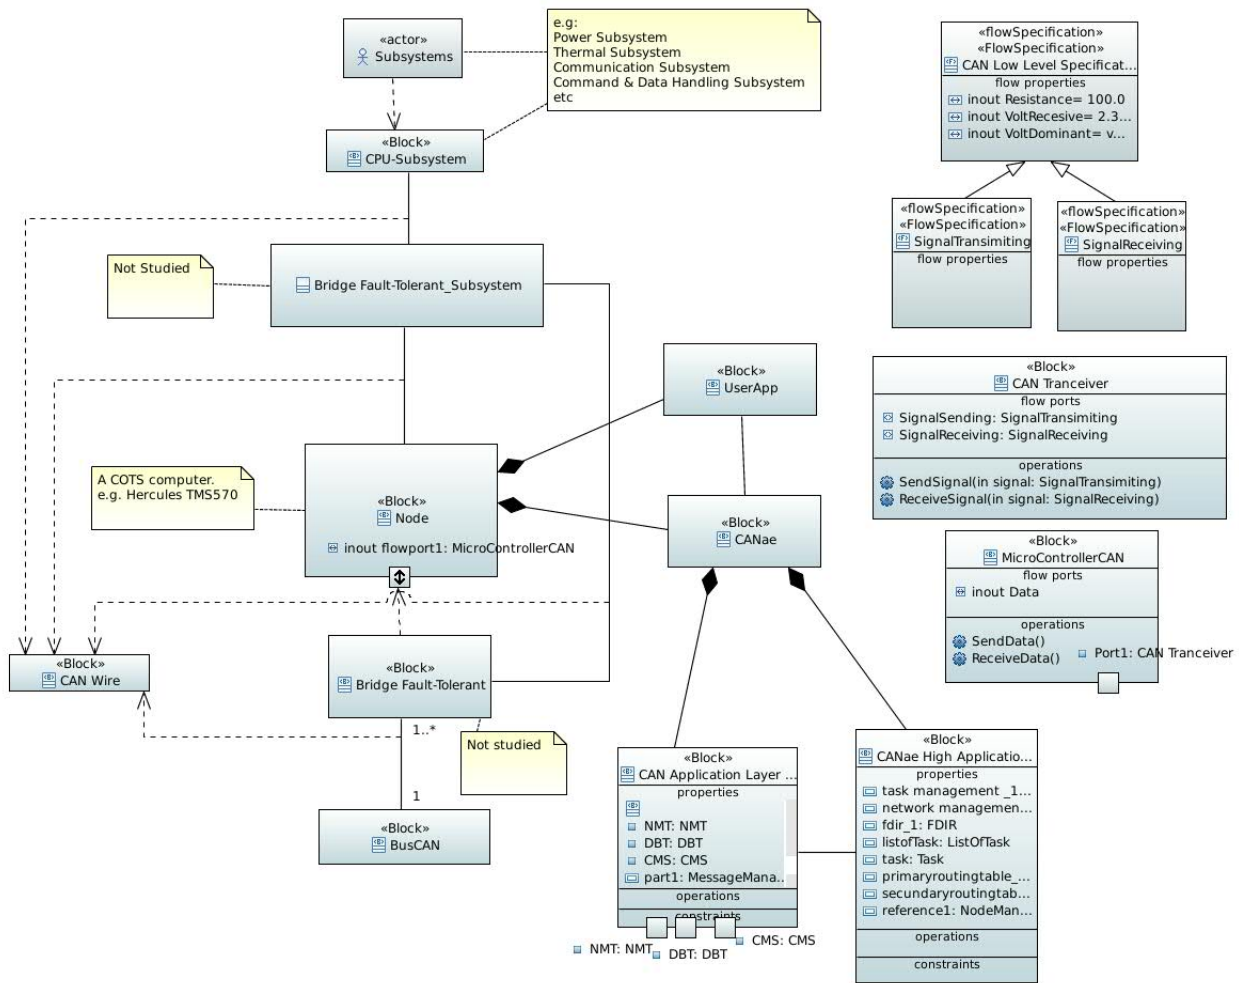 «actor»
Subsystems
e.g:
Power Subsystem
Thermal Subsystem
Communication Subsystem
Command & Data Handling Subsystem
etc
«Block»
CPU-Subsystem
Not Studied
Bridge Fault-Tolerant_Subsystem
A COTS computer.
e.g. Hercules TMS570
«Block»
Node
inout flowport1: MicroControllerCAN
«Block»
UserApp
«Block»
CANae
«Block»
CAN Wire
«Block»
Bridge Fault-Tolerant
1..*
Not studied
1
«Block»
BusCAN
«Block»
CAN Application Layer ...
properties
NMT: NMT
DBT: DBT
CMS: CMS
part1: MessageMana..
operations
constraints
NMT: NMT
DBT: DBT
CMS: CMS
«Block»
CANae High Applicatio...
properties
task management _1...
network managemen...
fdir_1: FDIR
listofTask: ListOfTask
task: Task
primaryroutingtable_...
secundaryroutingtab...
reference1: NodeMan...
operations
constraints
«flowSpecification»
«FlowSpecification»
CAN Low Level Specificat...
flow properties
inout Resistance= 100.0
inout VoltRecesive= 2.3...
inout VoltDominant= v...
«flowSpecification»
«FlowSpecification»
SignalTransimiting
flow properties
«flowSpecification»
«FlowSpecification»
SignalReceiving
flow properties
«Block»
CAN Tranceiver
flow ports
SignalSending: SignalTransimiting
SignalReceiving: SignalReceiving
operations
SendSignal(in signal: SignalTransimiting)
ReceiveSignal(in signal: SignalReceiving)
«Block»
MicroControllerCAN
flow ports
inout Data
operations
SendData()
ReceiveData()
Port1: CAN Tranceiver